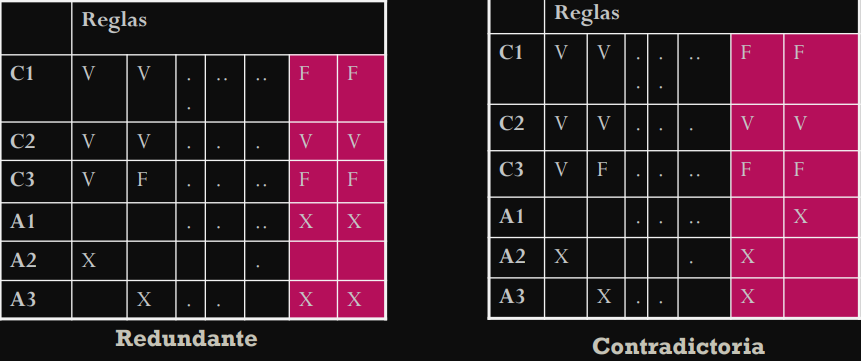 Reglas
C1 V V . .. .. F F
.
C2 V V . . . V V
C3 V F . . .. F F
A1 . . .. X X
A2 X .
A3 X . . X X
Redundante
Reglas
C1 V V . . .. F F
. .
C2 V V . . . V V
C3 V F . . .. F F
A1 . . .. X
A2 X . X
A3 X . . X
Contradictoria